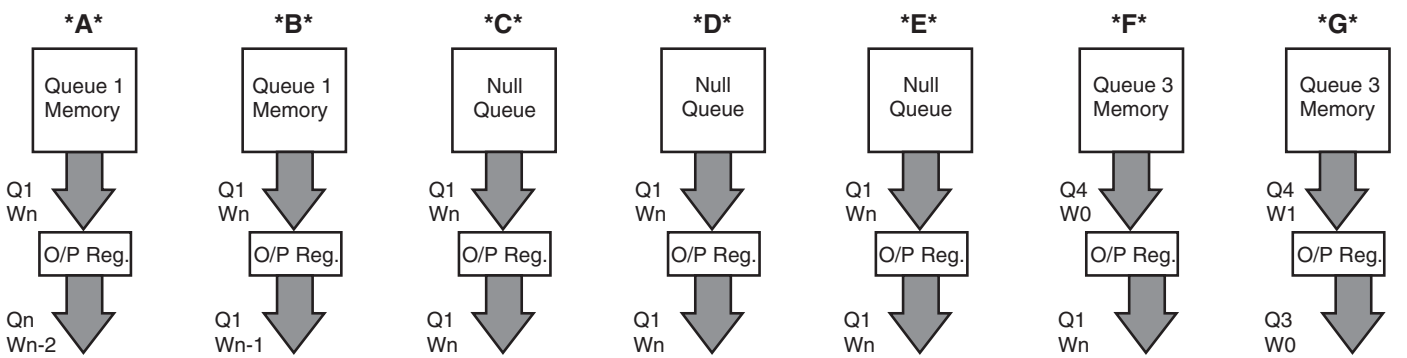 *A* *B* *C* *D* *E* *F* *G*
Queue 1 Queue 1 Null Null Null Queue 3 Queue 3
Memory Memory Queue Queue Queue Memory Memory
Q1 Q1 Q1 Q1 Q1 Q4 Q4
Wn Wn Wn Wn Wn W0 W1
O/P Reg. O/P Reg. O/P Reg. O/P Reg. O/P Reg. O/P Reg. O/P Reg.
Qn Q1 Q1 Q1 Q1 Q1 Q3
Wn-2 Wn-1 Wn Wn Wn Wn W0